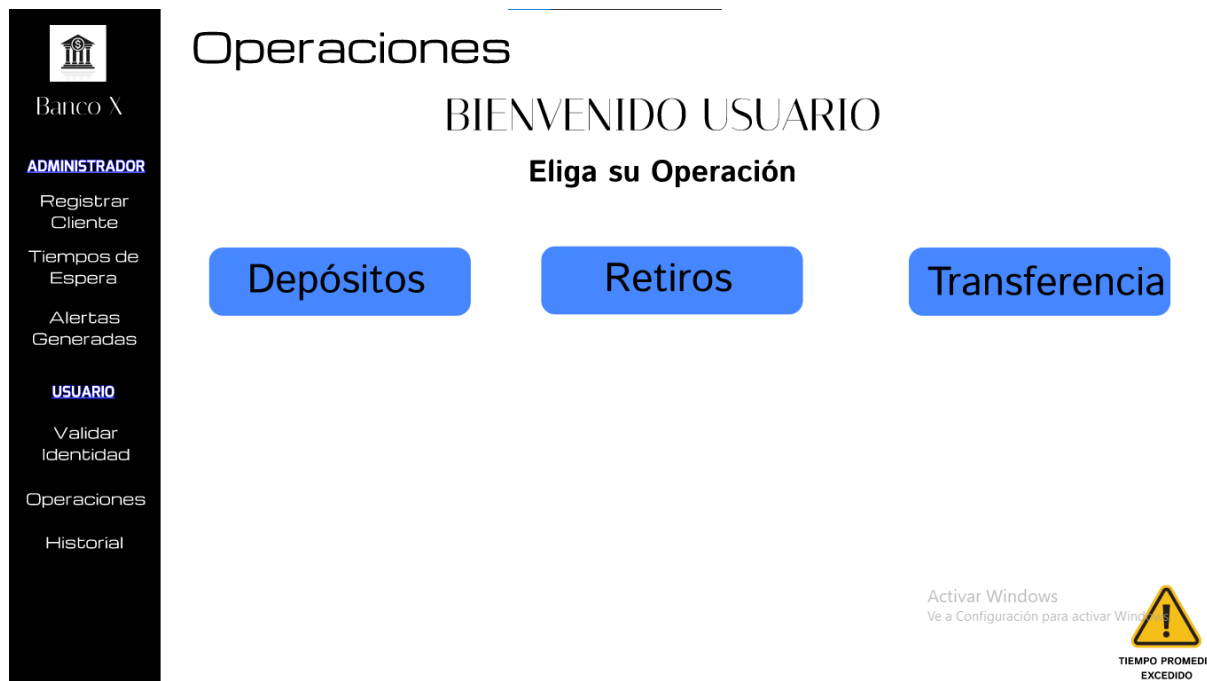 Banco X
ADMINISTRADOR
Registrar
Cliente
Tiempos de
Espera
Alertas
Generadas
USUARIO
Validar
Identidad
Operaciones
Historial
Operaciones
BIENVENIDO USUARIO
Eliga su Operación
Depósitos
Retiros
Transferencia
Activar Windows
Ve a Configuración para activar Windows.
TIEMPO PROMEDI
EXCEDIDO